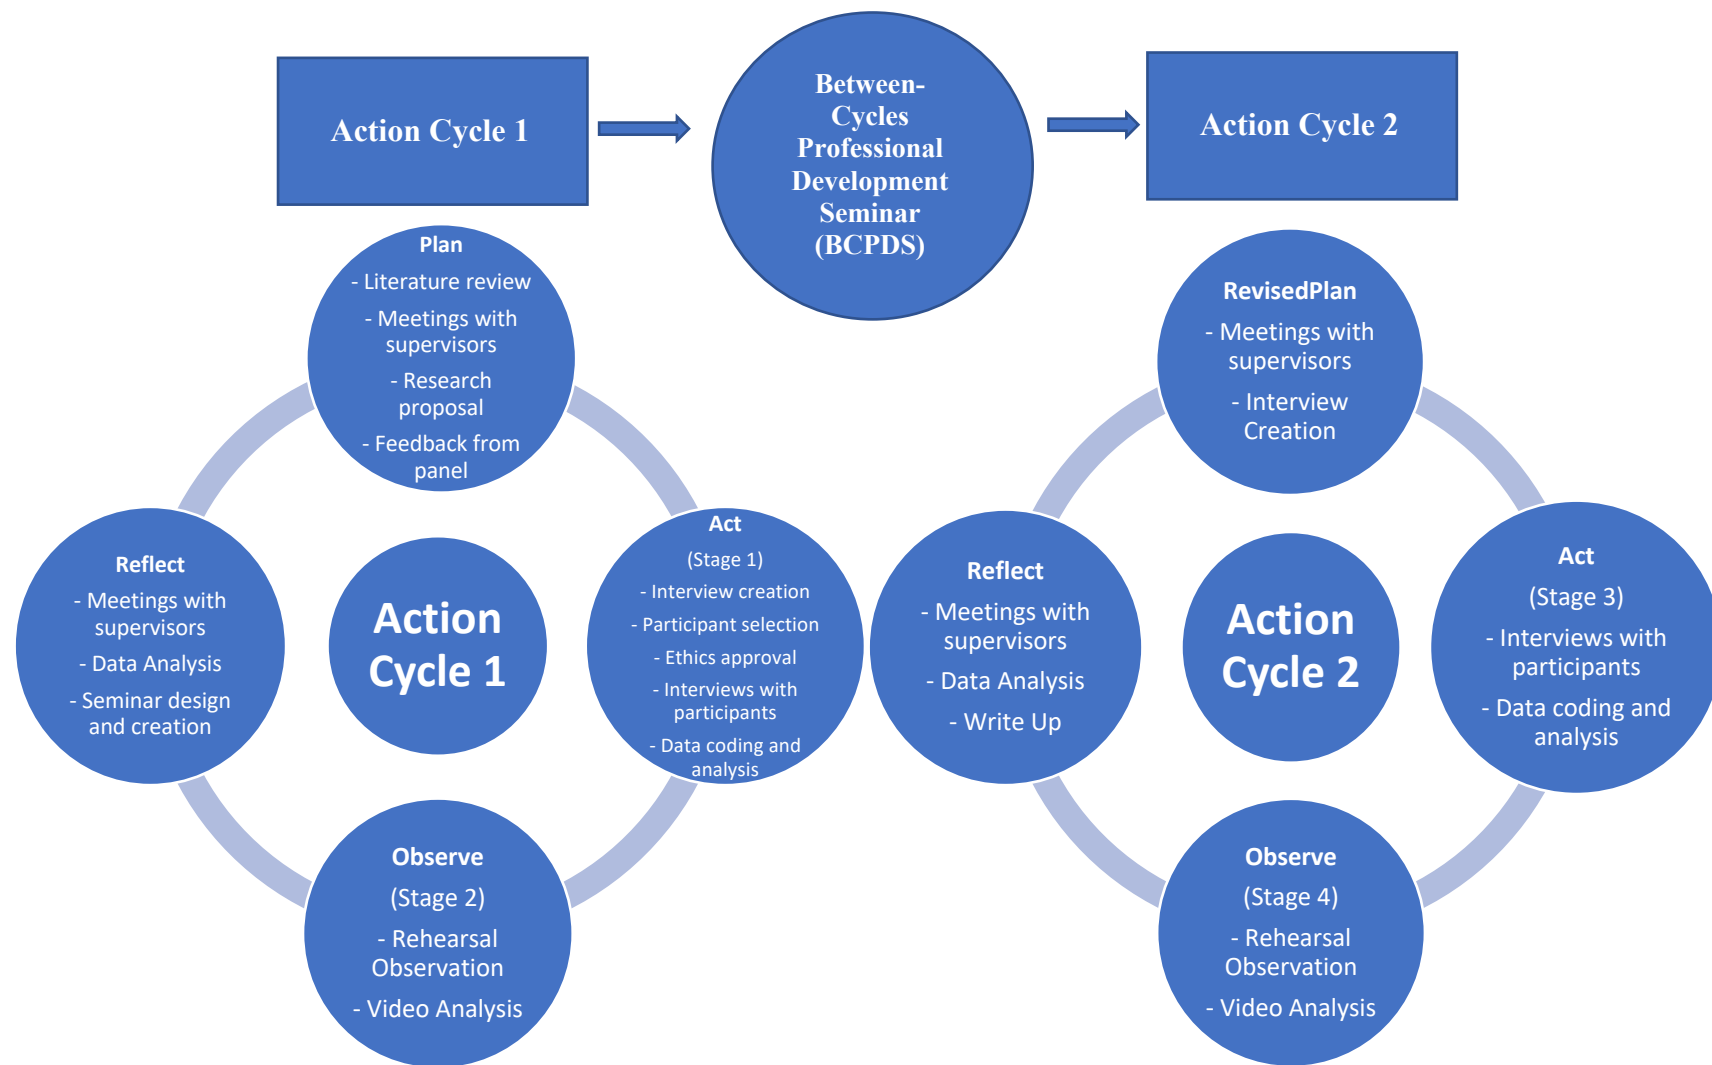 Action Cycle 1
Between-
Cycles
Professional
Development
Seminar
(BCPDS)
Action Cycle 2
Plan
- Literature review
- Meetings with
supervisors
- Research
proposal
- Feedback from
panel
Act
(Stage 1)
- Interview creation
- Participant selection
- Ethics approval
- Interviews with
participants
- Data coding and
analysis
Observe
(Stage 2)
- Rehearsal
Observation
- Video Analysis
Reflect
- Meetings with
supervisors
- Data Analysis
- Seminar design
and creation
Action
Cycle 1
RevisedPlan
- Meetings with
supervisors
- Interview
Creation
Act
(Stage 3)
- Interviews with
participants
- Data coding and
analysis
Observe
(Stage 4)
- Rehearsal
Observation
- Video Analysis
Reflect
- Meetings with
supervisors
- Data Analysis
- Write Up
Action
Cycle 2